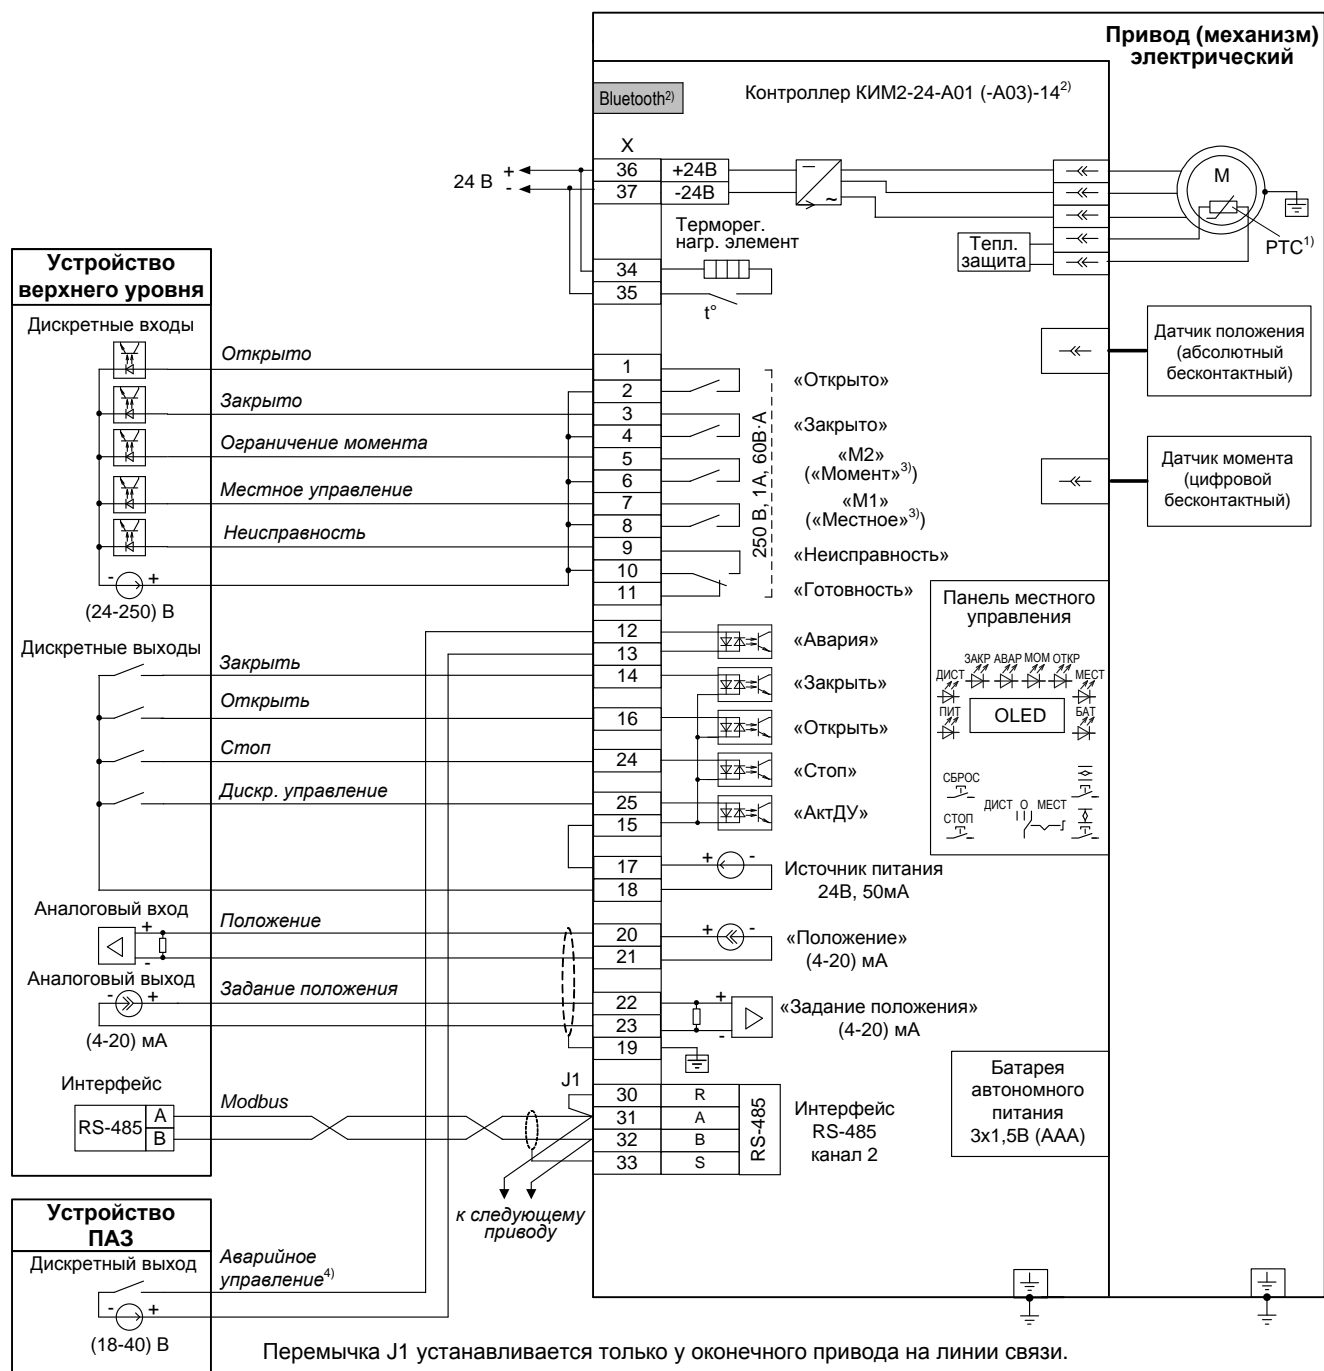 Привод (механизм)
электрический
Bluetooth2)
Контроллер КИМ2-24-А01 (-А03)-142)
X
24 В
+
-
36 +24В
37 -24В
~
M
PTC1)
Терморег.
нагр. элемент
Тепл.
защита
34
35
t°
Устройство
верхнего уровня
Дискретные входы
Открыто
Закрыто
Ограничение момента
Местное управление
Неисправность
- +
(24-250) В
1
2
3
4
5
6
7
8
9
10
11
250 В, 1А, 60В·А
«Открыто»
«Закрыто»
«М2»
(«Момент»3))
«М1»
(«Местное»3))
«Неисправность»
«Готовность»
Датчик положения
(абсолютный
бесконтактный)
Датчик момента
(цифровой
бесконтактный)
Дискретные выходы
Закрыть
Открыть
Стоп
Дискр. управление
12
13
14
16
24
25
15
17
18
«Авария»
«Закрыть»
«Открыть»
«Стоп»
«АктДУ»
+ -
Источник питания
24В, 50мА
Панель местного
управления
ЗАКР АВАР МОМ ОТКР
ДИСТ МЕСТ
ПИТ OLED БАТ
СБРОС
ДИСТ О МЕСТ
СТОП
Аналоговый вход
+
-
Положение
20
21
+ -
«Положение»
(4-20) мА
Аналоговый выход
- +
(4-20) мА
Задание положения
22
23
19
+
-
«Задание положения»
(4-20) мА
Интерфейс
RS-485 A
B
Modbus
J1
30 R
31 A
32 B
33 S
RS-485
Интерфейс
RS-485
канал 2
Батарея
автономного
питания
3х1,5В (ААА)
к следующему
приводу
Устройство
ПАЗ
Дискретный выход
- +
(18-40) В
Аварийное
управление4)
Перемычка J1 устанавливается только у оконечного привода на линии связи.